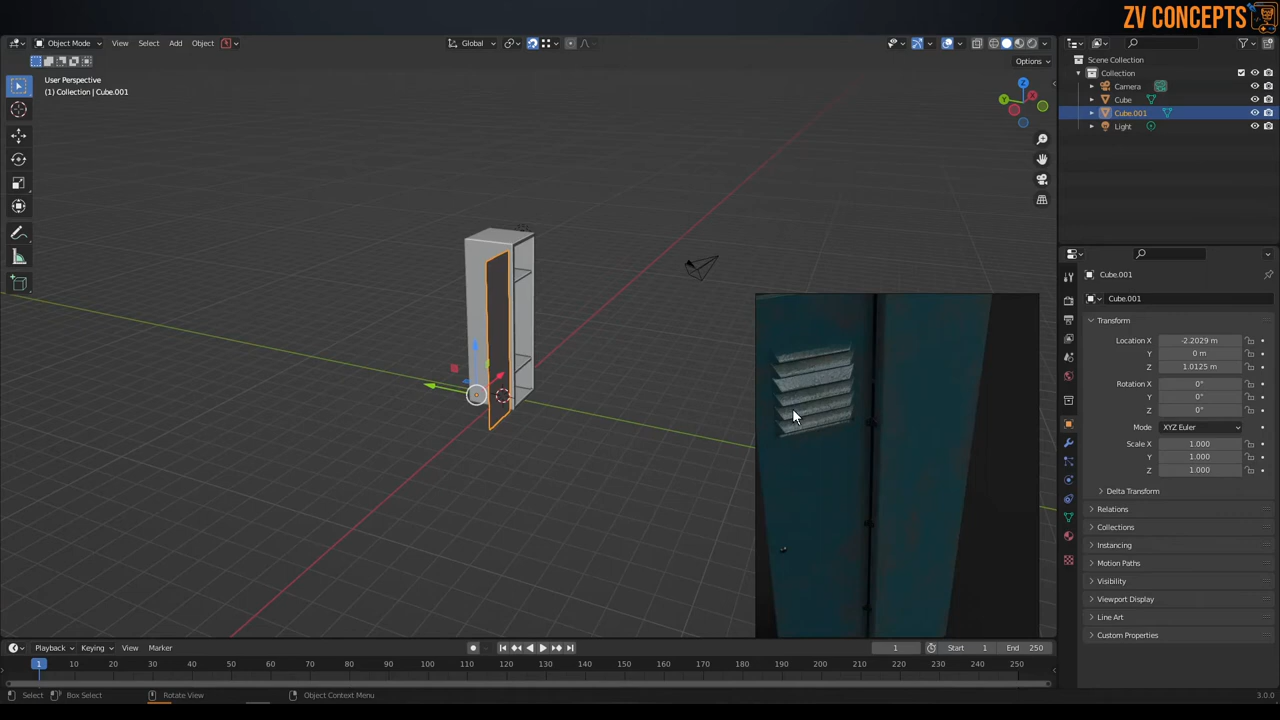 ZV CONCEPTS
Object Mode View Select Add Object Global
Options
User Perspective
(1) Collection | Cube.001
Scene Collection
Collection
Camera
Cube
Cube.001
Light
Y
Z
X
Cube.001
Cube.001
Transform
Location X -2.2029 m
Y 0 m
Z 1.0125 m
Rotation X 0°
Y 0°
Z 0°
Mode XYZ Euler
Scale X 1.000
Y 1.000
Z 1.000
Delta Transform
Relations
Collections
Instancing
Motion Paths
Visibility
Viewport Display
Line Art
Custom Properties
Playback Keying View Marker 1 Start 1 End 250
1 10 20 30 40 50 60 70 80 90 100 110 120 130 140 150 160 170 180 190 200 210 220 230 240 250
Select Box Select Rotate View Object Context Menu 3.0.0